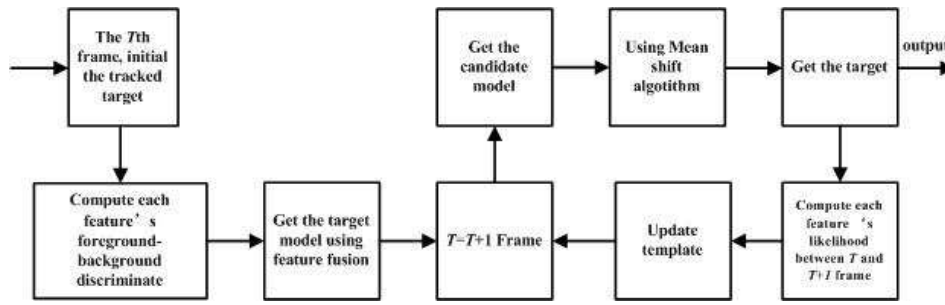 The Tth
frame, initial
the tracked
target
Get the
candidate
model
Using Mean
shift
algotithm
Get the target
output
Compute each
feature’s
foreground-
background
discriminate
Get the target
model using
feature fusion
T=T+1 Frame
Update
template
Compute each
feature‘s
likelihood
between T and
T+1 frame